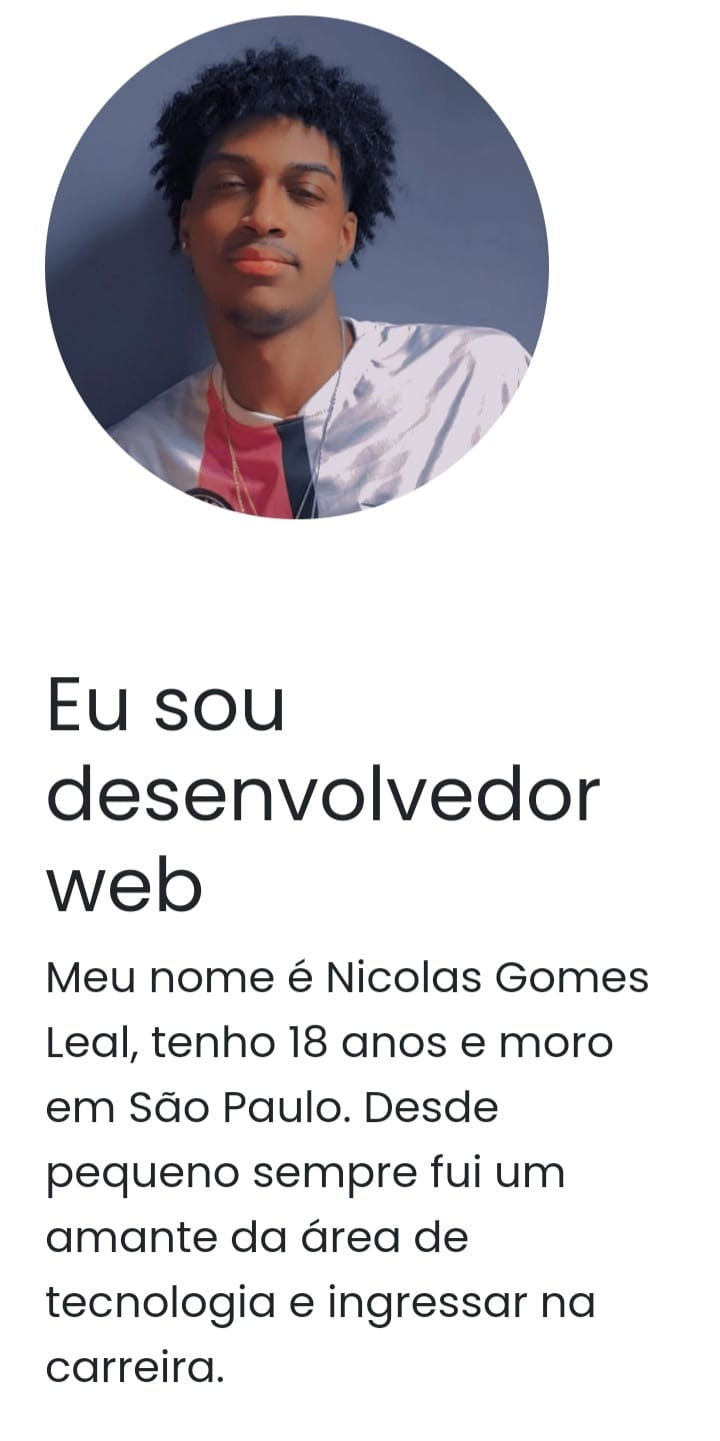 Eu sou
desenvolvedor
web
Meu nome é Nicolas Gomes
Leal, tenho 18 anos e moro
em São Paulo. Desde
pequeno sempre fui um
amante da área de
tecnologia e ingressar na
carreira.